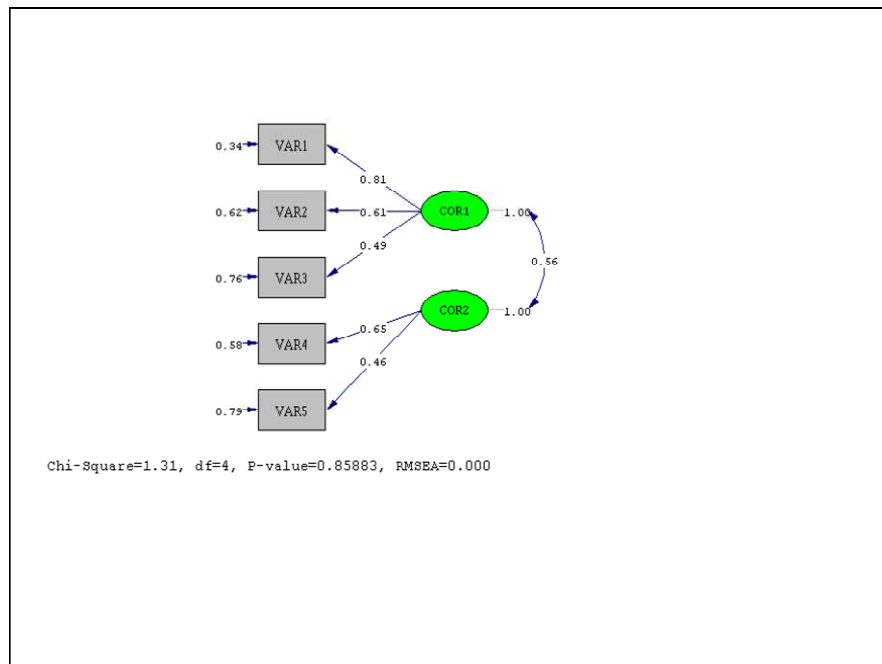 0.34
VAR1
0.81
0.62
VAR2
0.61
COR1
1.00
0.49
0.56
0.76
VAR3
COR2
1.00
0.65
0.58
VAR4
0.46
0.79
VAR5
Chi-Square=1.31, df=4, P-value=0.85883, RMSEA=0.000